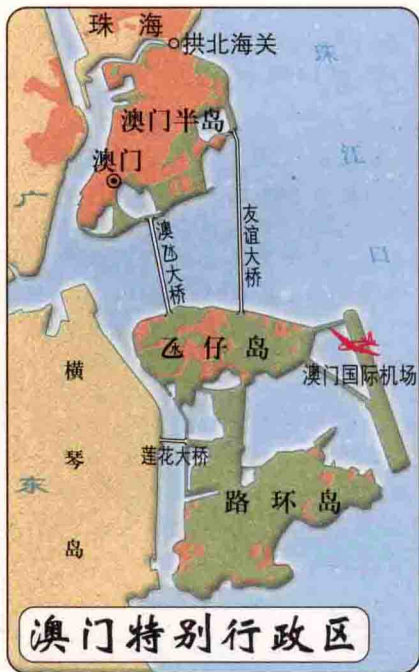 珠海
拱北海关
珠江口
澳门半岛
澳门
广东
澳氹大桥
友谊大桥
氹仔岛
澳门国际机场
横琴岛
莲花大桥
路环岛
澳门特别行政区